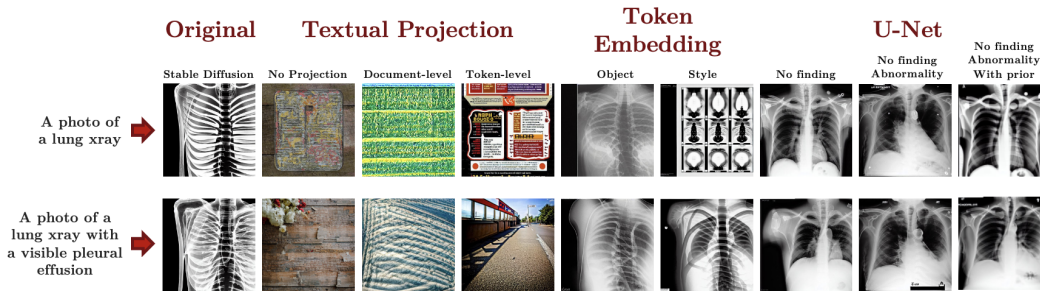 Original
Textual Projection
Token
Embedding
U-Net
Stable Diffusion
No Projection
Document-level
Token-level
Object
Style
No finding
No finding
Abnormality
No finding
Abnormality
With prior
A photo of
a lung xray
A photo of a
lung xray with
a visible pleural
effusion